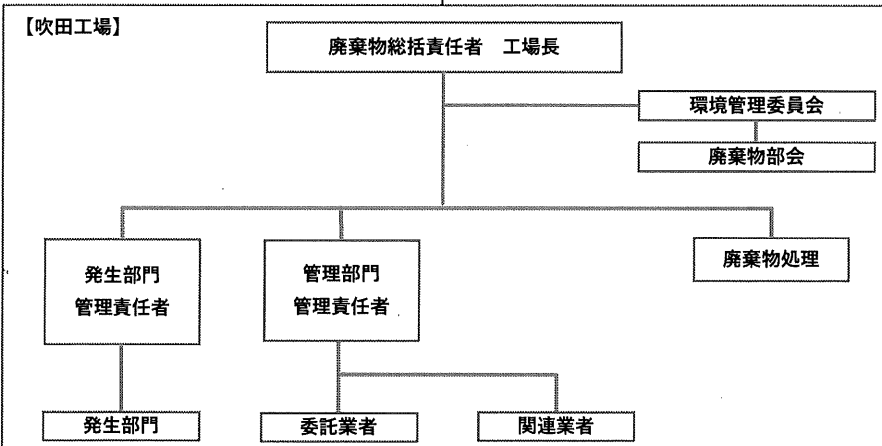 【吹田工場】
廃棄物総括責任者　工場長
環境管理委員会
廃棄物部会
発生部門
管理責任者
管理部門
管理責任者
廃棄物処理
発生部門
委託業者
関連業者